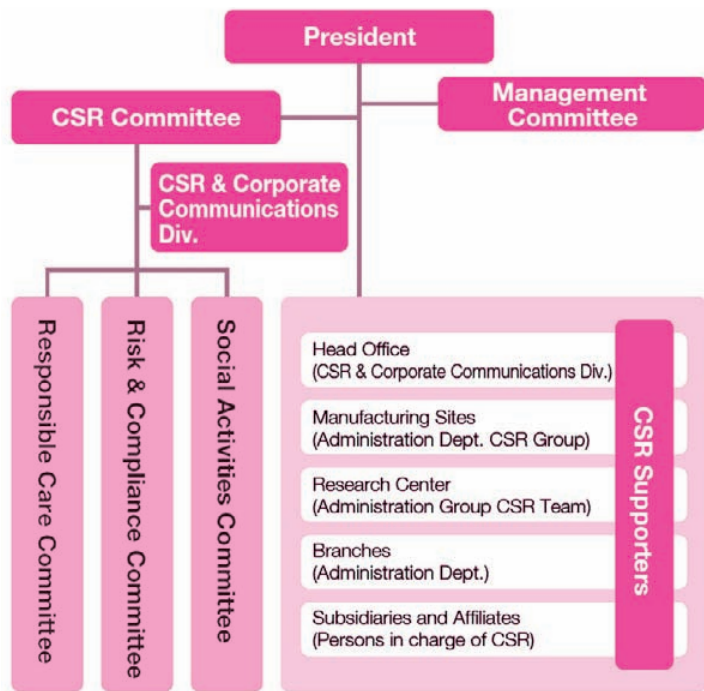 President
CSR Committee
Management
Committee
CSR & Corporate
Communications
Div.
Responsible Care Committee
Risk & Compliance Committee
Social Activities Committee
Head Office
(CSR & Corporate Communications Div.)
Manufacturing Sites
(Administration Dept. CSR Group)
Research Center
(Administration Group CSR Team)
Branches
(Administration Dept.)
Subsidiaries and Affiliates
(Persons in charge of CSR)
CSR Supporters